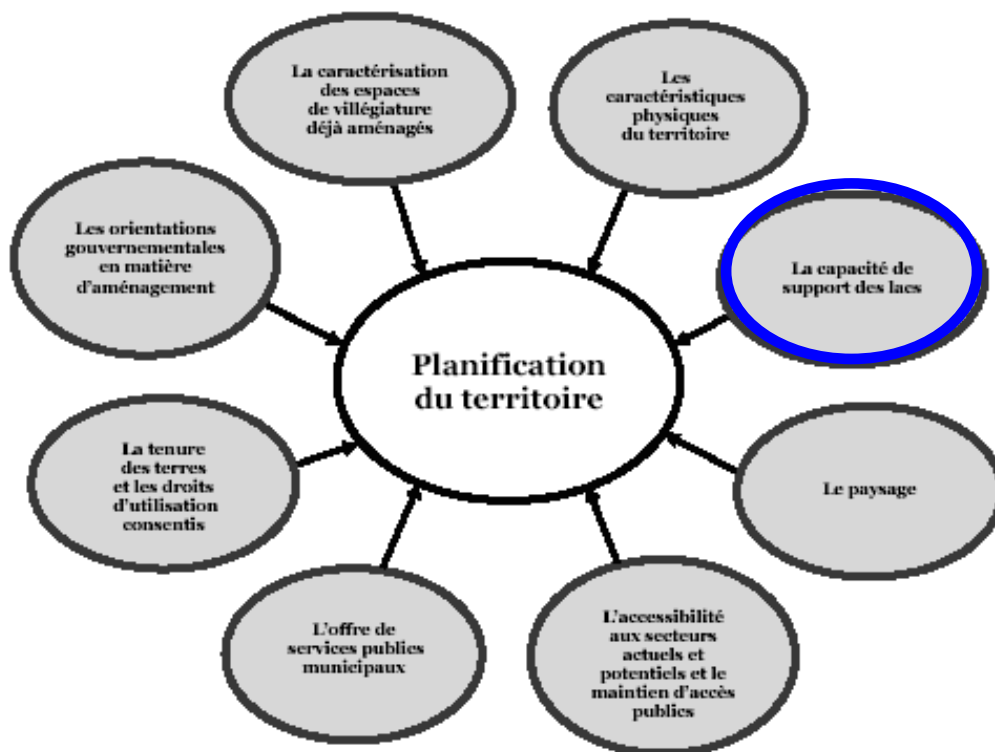 La caractérisation
des espaces
de villégiature
déjà aménagés
Les
caractéristiques
physiques
du territoire
Les orientations
gouvernementales
en matière
d'aménagement
La capacité de
support des lacs
Planification
du territoire
La tenure
des terres
et les droits
d'utilisation
consentis
Le paysage
L'offre de
services publics
municipaux
L'accessibilité
aux secteurs
actuels et
potentiels et le
maintien d'accès
publics